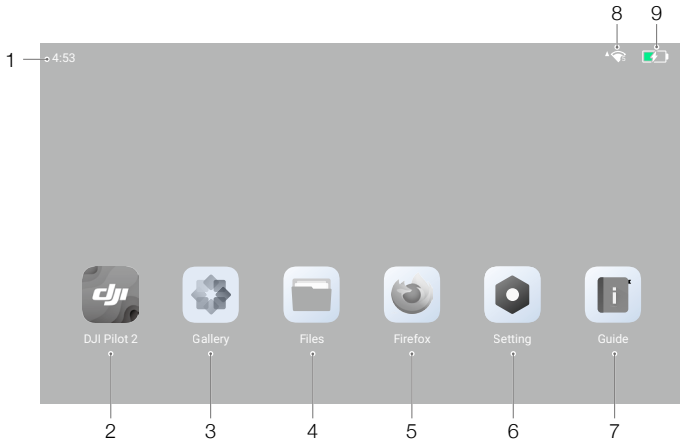 8 9
1 4:53
dji
i
DJI Pilot 2 Gallery Files Firefox Setting Guide
2 3 4 5 6 7